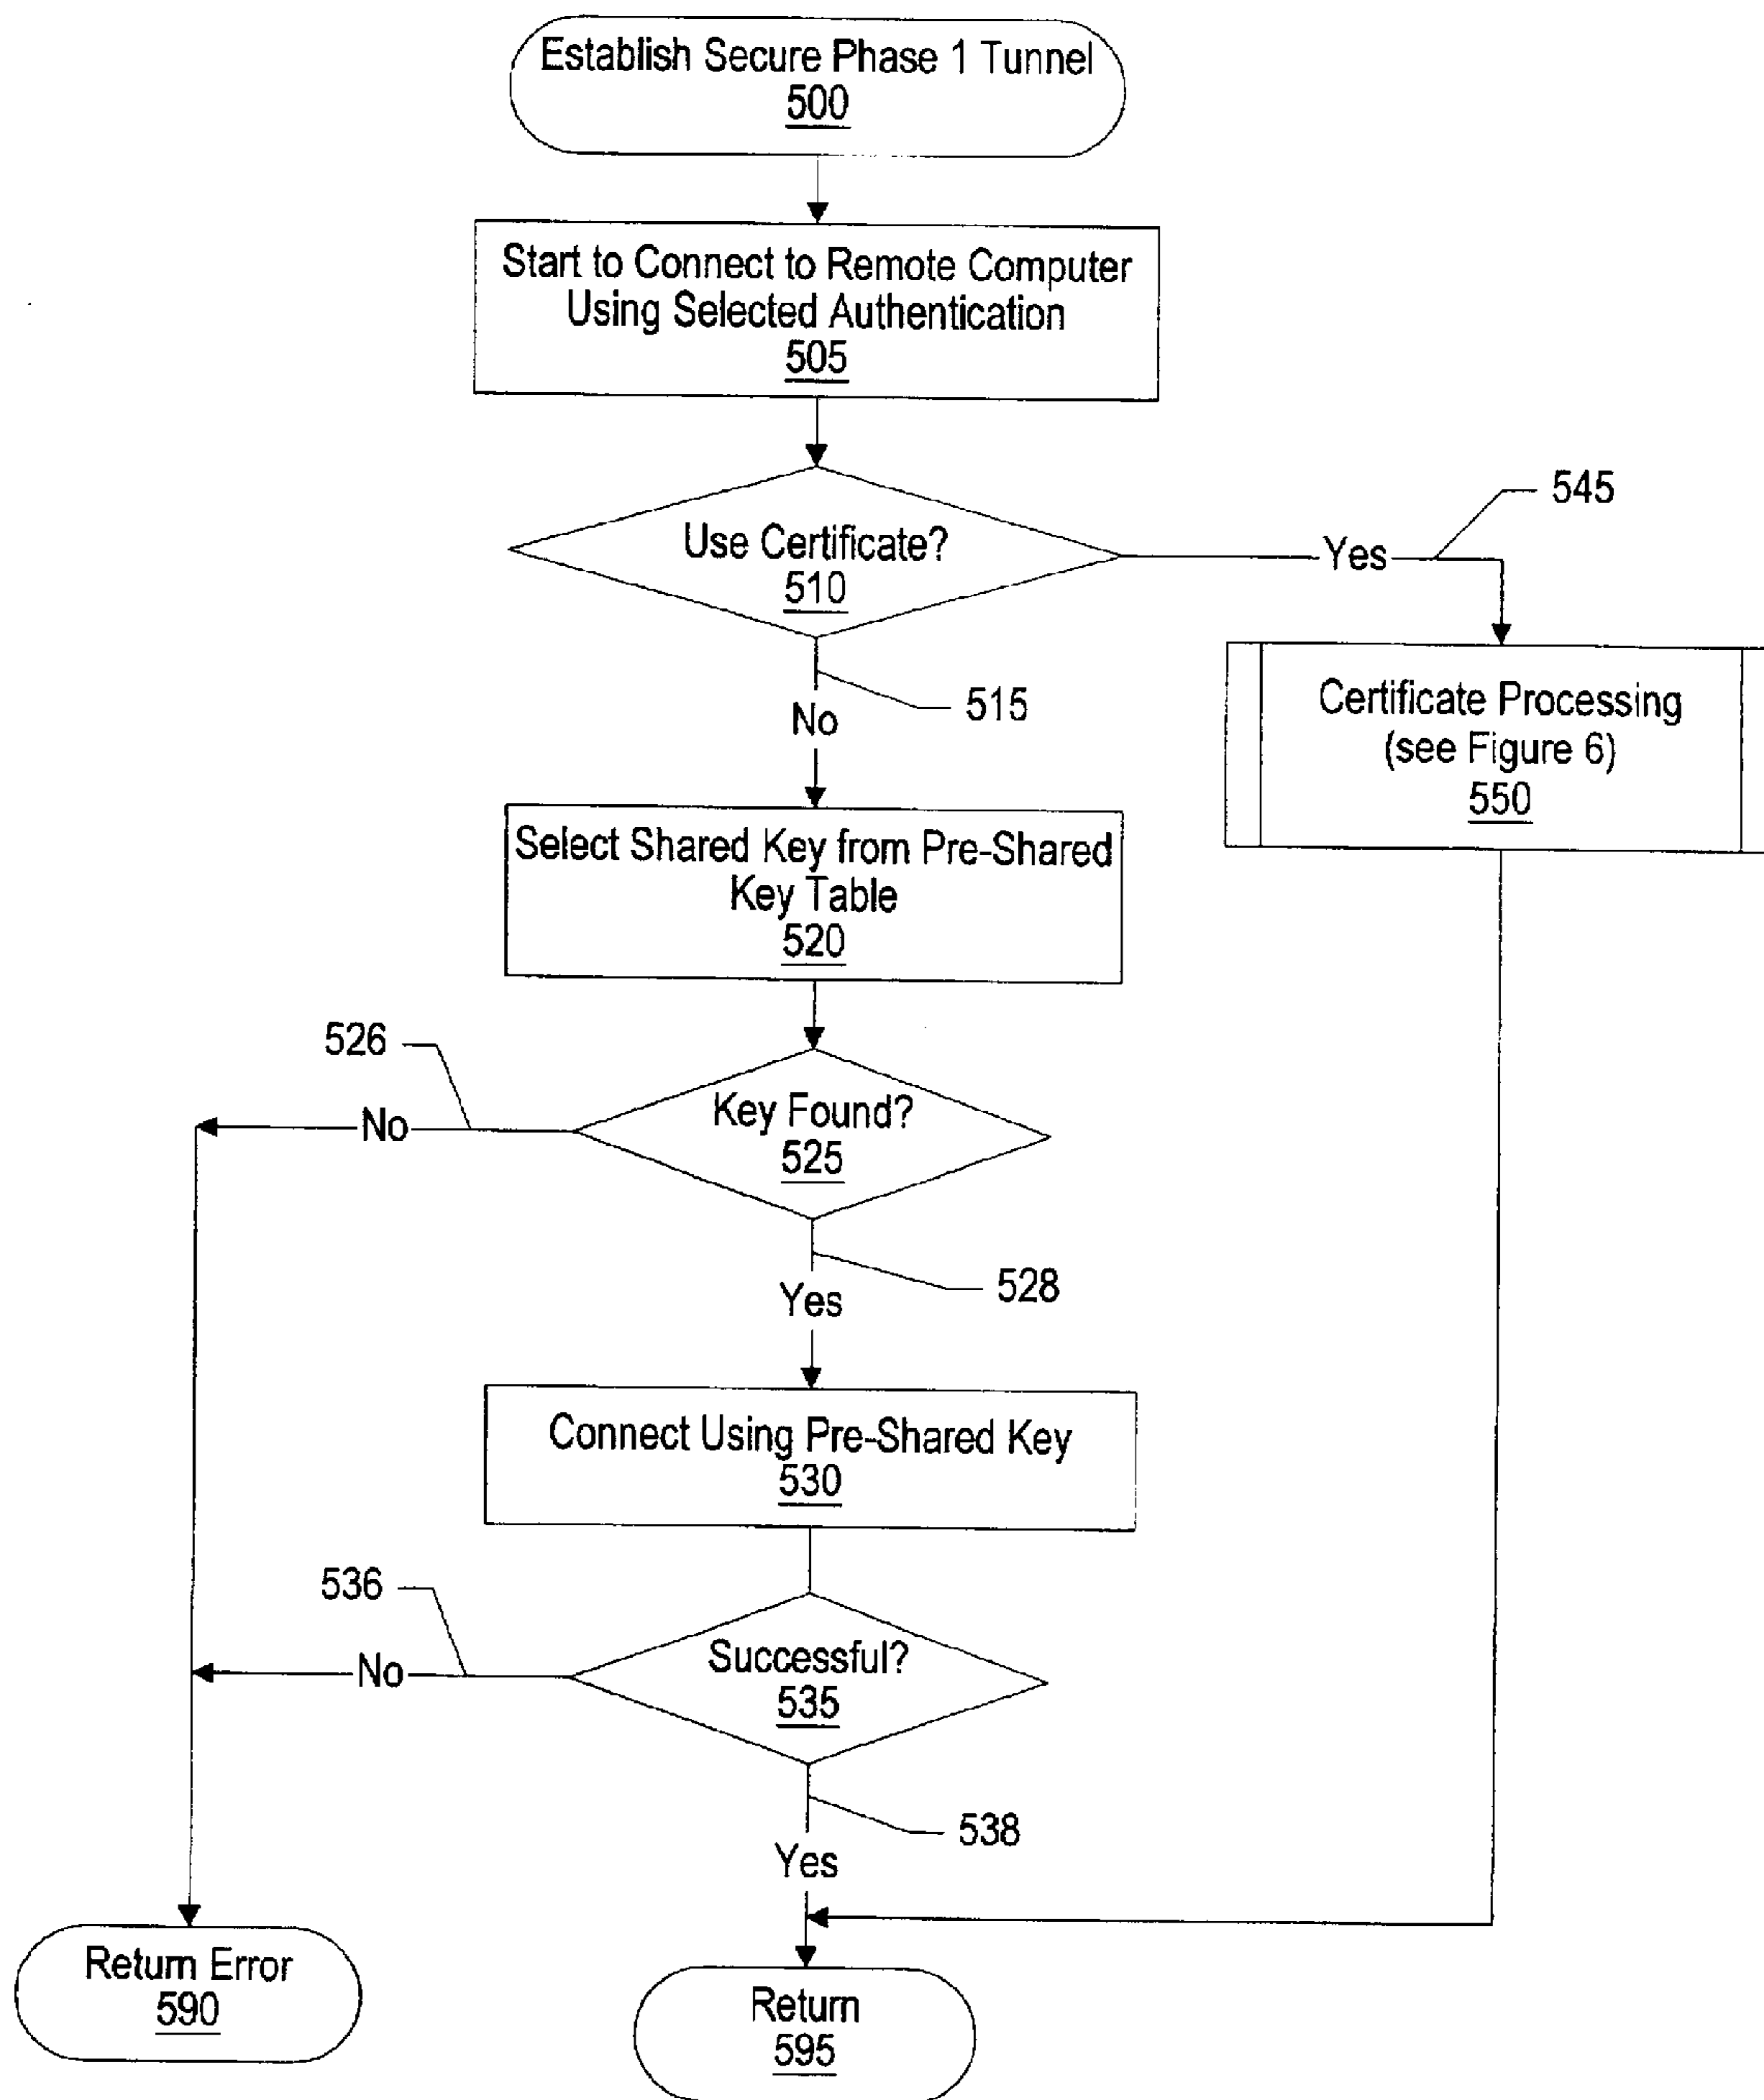 Establish Secure Phase 1 Tunnel
500
Start to Connect to Remote Computer
Using Selected Authentication
505
Use Certificate?
510
Yes
545
No
515
Certificate Processing
(see Figure 6)
550
Select Shared Key from Pre-Shared
Key Table
520
Key Found?
525
526
No
528
Yes
Connect Using Pre-Shared Key
530
Successful?
535
536
No
538
Yes
Return Error
590
Return
595